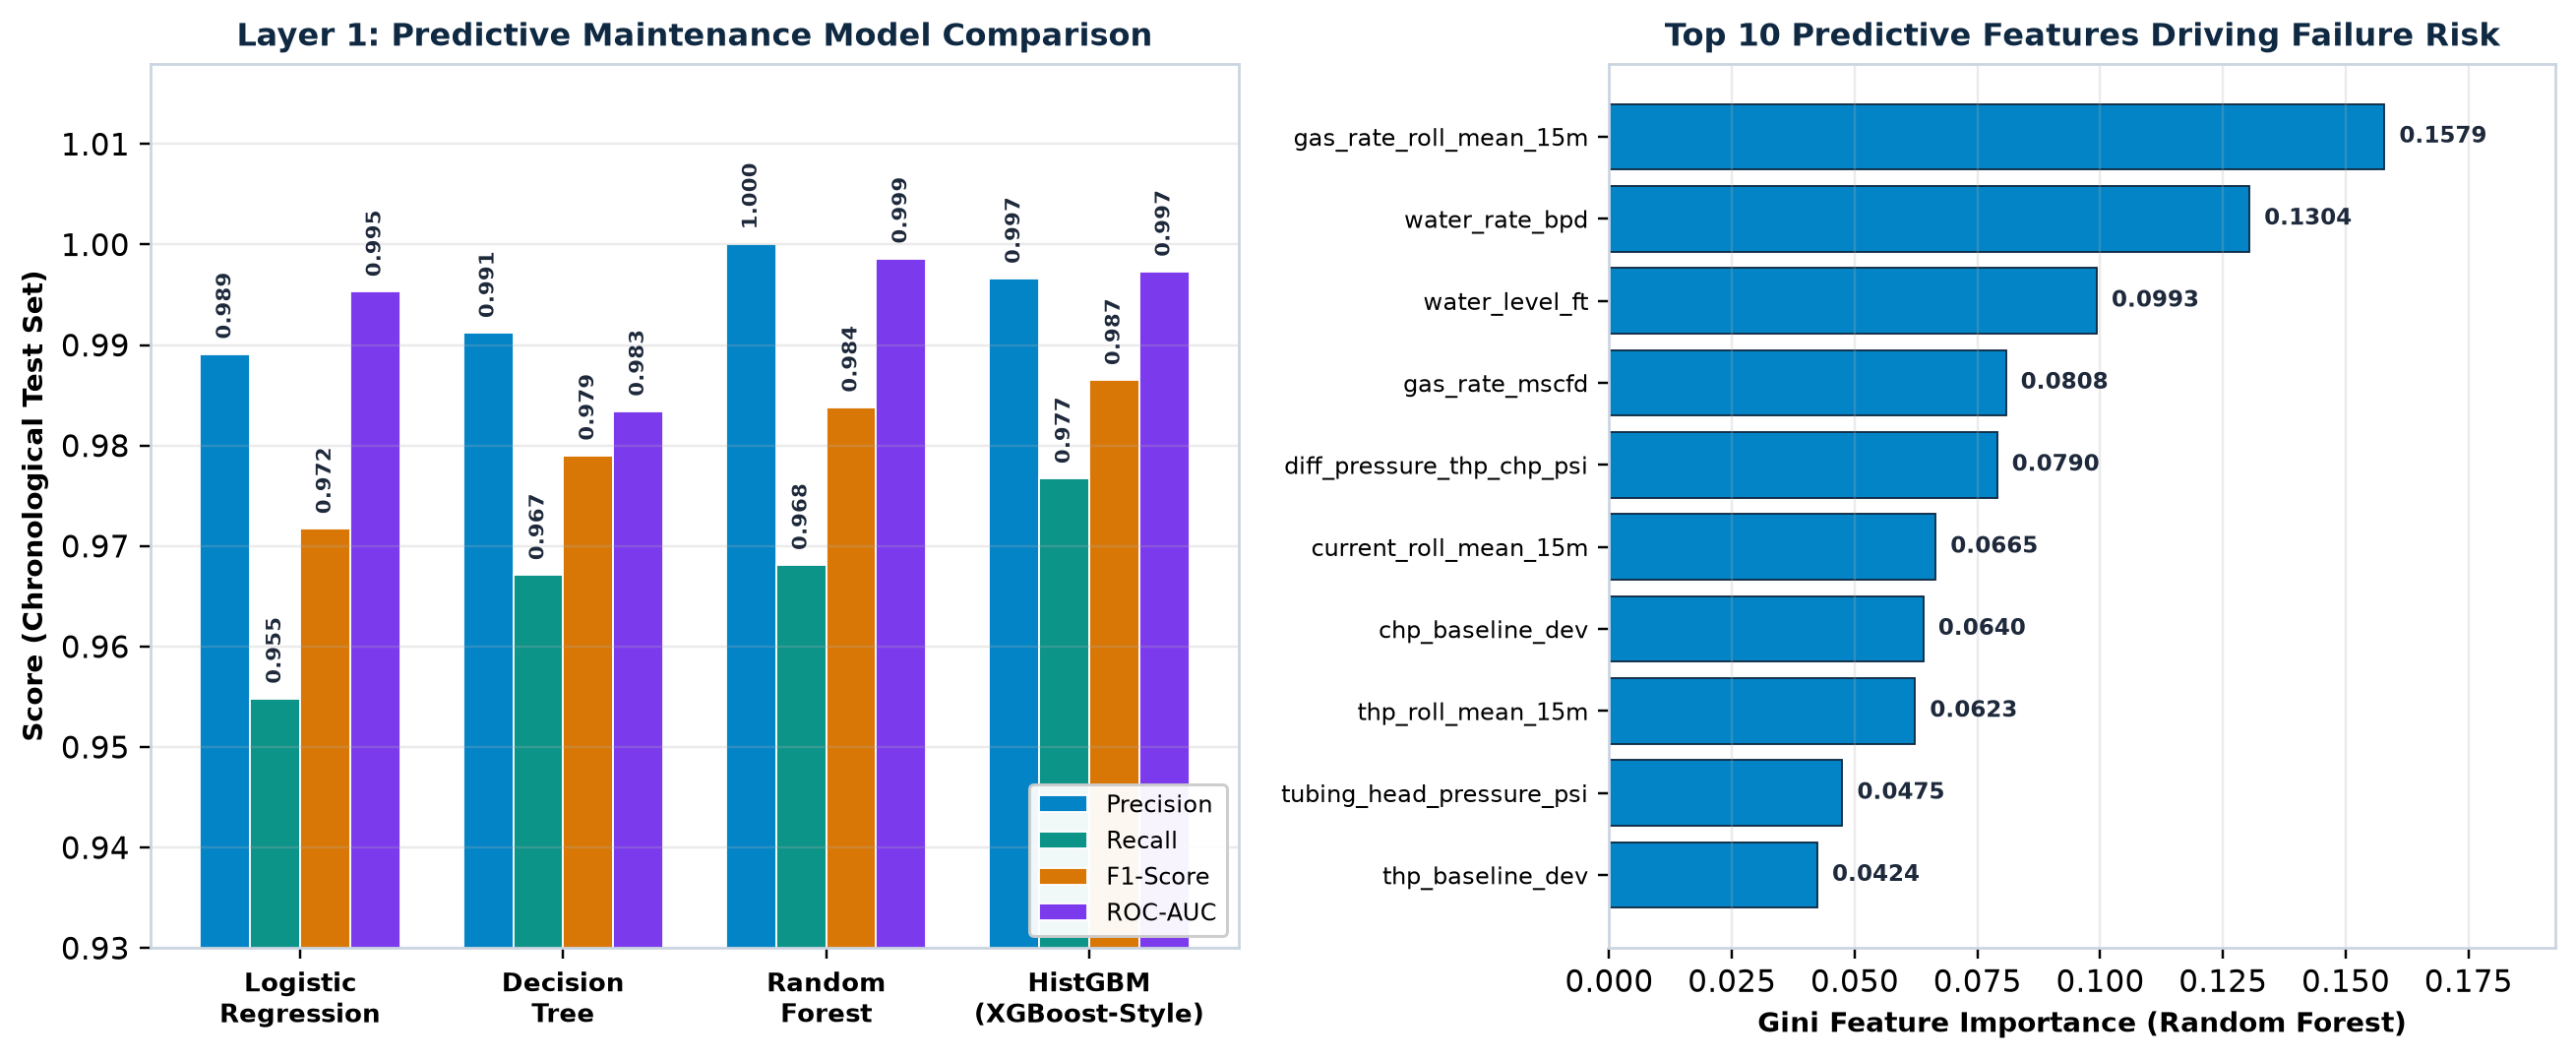 Layer 1: Predictive Maintenance Model Comparison
Score (Chronological Test Set)
1.01
1.00
0.99
0.98
0.97
0.96
0.95
0.94
0.93
0.989
0.955
0.972
0.995
0.991
0.967
0.979
0.983
1.000
0.968
0.984
0.999
0.997
0.977
0.987
0.997
Precision
Recall
F1-Score
ROC-AUC
Logistic
Regression
Decision
Tree
Random
Forest
HistGBM
(XGBoost-Style)
Top 10 Predictive Features Driving Failure Risk
gas_rate_roll_mean_15m 0.1579
water_rate_bpd 0.1304
water_level_ft 0.0993
gas_rate_mscfd 0.0808
diff_pressure_thp_chp_psi 0.0790
current_roll_mean_15m 0.0665
chp_baseline_dev 0.0640
thp_roll_mean_15m 0.0623
tubing_head_pressure_psi 0.0475
thp_baseline_dev 0.0424
0.000 0.025 0.050 0.075 0.100 0.125 0.150 0.175
Gini Feature Importance (Random Forest)